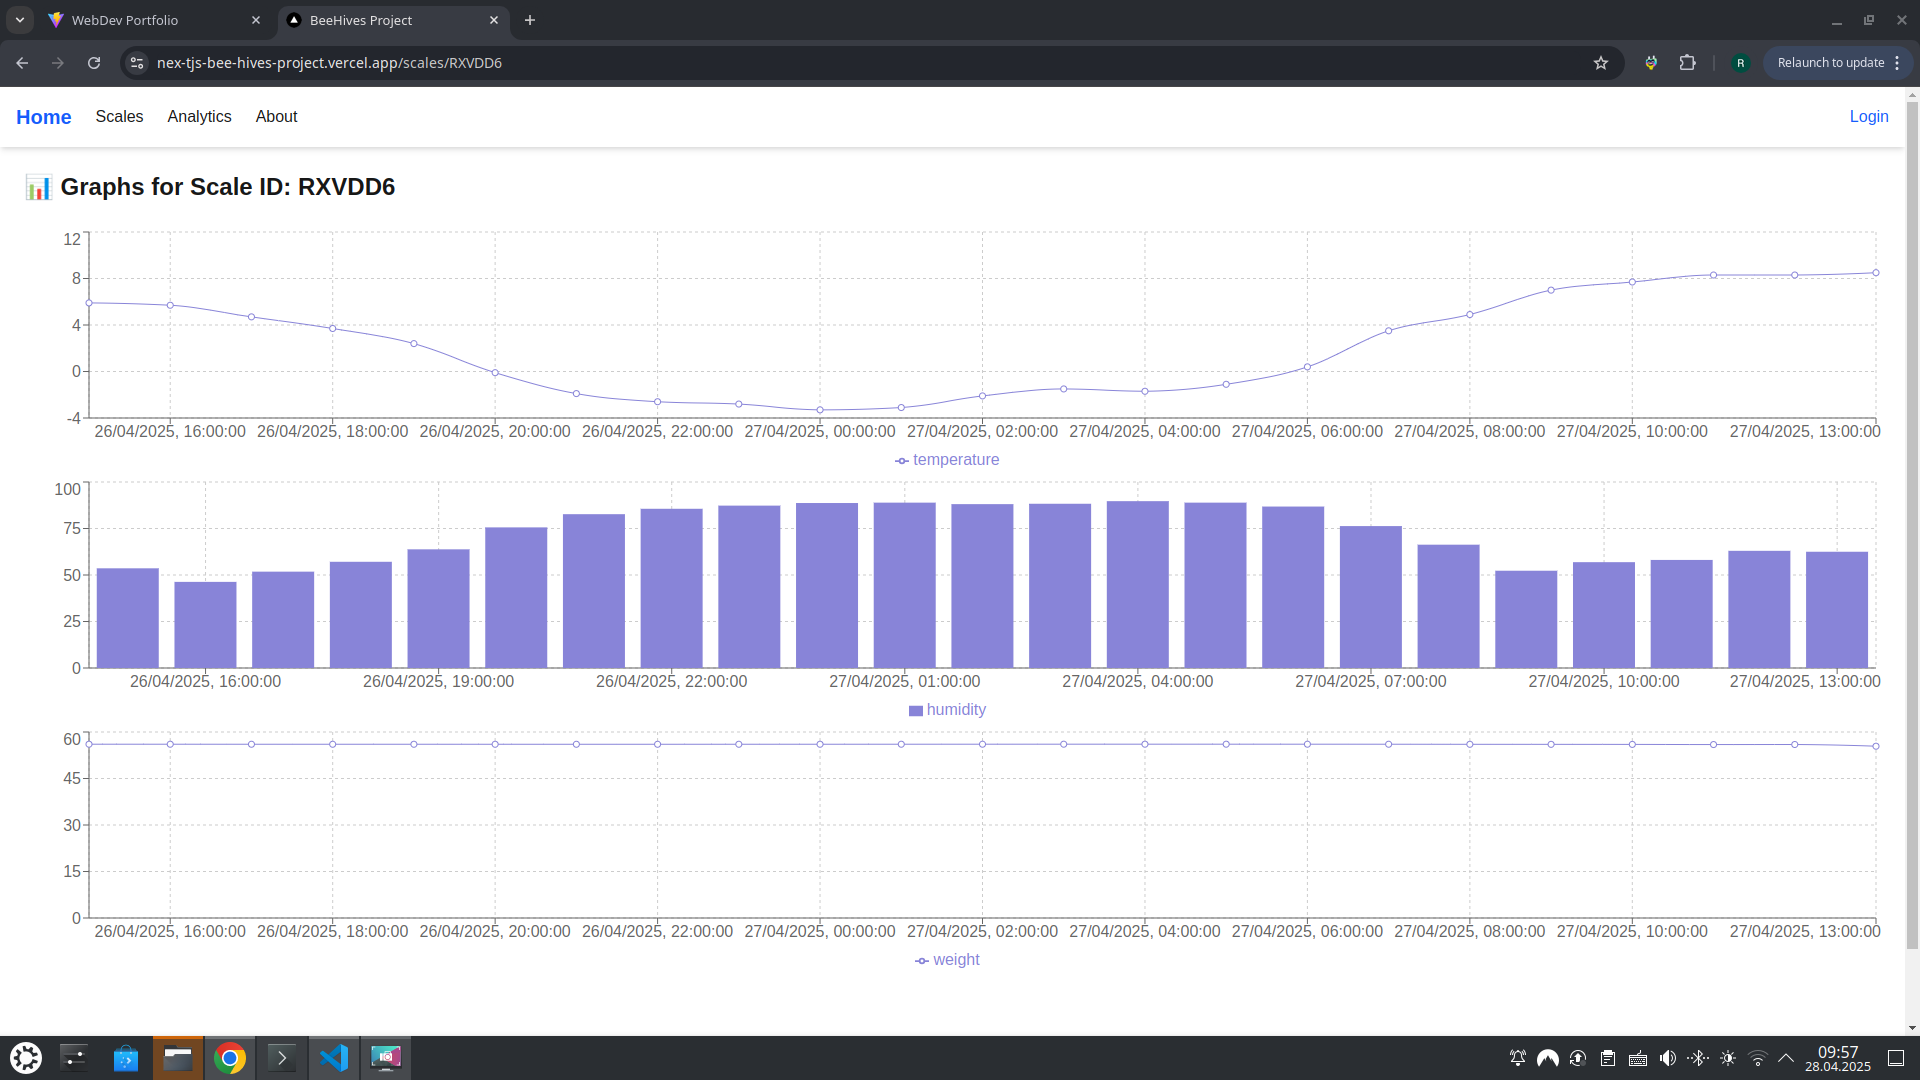 WebDev Portfolio
BeeHives Project
nex-tjs-bee-hives-project.vercel.app/scales/RXVDD6
R
Relaunch to update
Home Scales Analytics About Login
Graphs for Scale ID: RXVDD6
12
8
4
0
-4
26/04/2025, 16:00:00 26/04/2025, 18:00:00 26/04/2025, 20:00:00 26/04/2025, 22:00:00 27/04/2025, 00:00:00 27/04/2025, 02:00:00 27/04/2025, 04:00:00 27/04/2025, 06:00:00 27/04/2025, 08:00:00 27/04/2025, 10:00:00 27/04/2025, 13:00:00
temperature
100
75
50
25
0
26/04/2025, 16:00:00 26/04/2025, 19:00:00 26/04/2025, 22:00:00 27/04/2025, 01:00:00 27/04/2025, 04:00:00 27/04/2025, 07:00:00 27/04/2025, 10:00:00 27/04/2025, 13:00:00
humidity
60
45
30
15
0
26/04/2025, 16:00:00 26/04/2025, 18:00:00 26/04/2025, 20:00:00 26/04/2025, 22:00:00 27/04/2025, 00:00:00 27/04/2025, 02:00:00 27/04/2025, 04:00:00 27/04/2025, 06:00:00 27/04/2025, 08:00:00 27/04/2025, 10:00:00 27/04/2025, 13:00:00
weight
09:57
28.04.2025